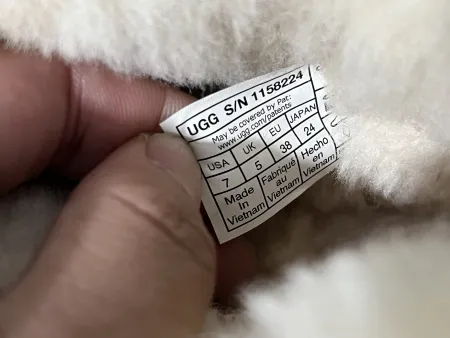 UGG S/N 1158224
May be covered by Pat:
www.ugg.com/patents
USA UK EU JAPAN
7 5 38 24
Made In Vietnam
Fabriqué au Vietnam
Hecho en Vietnam